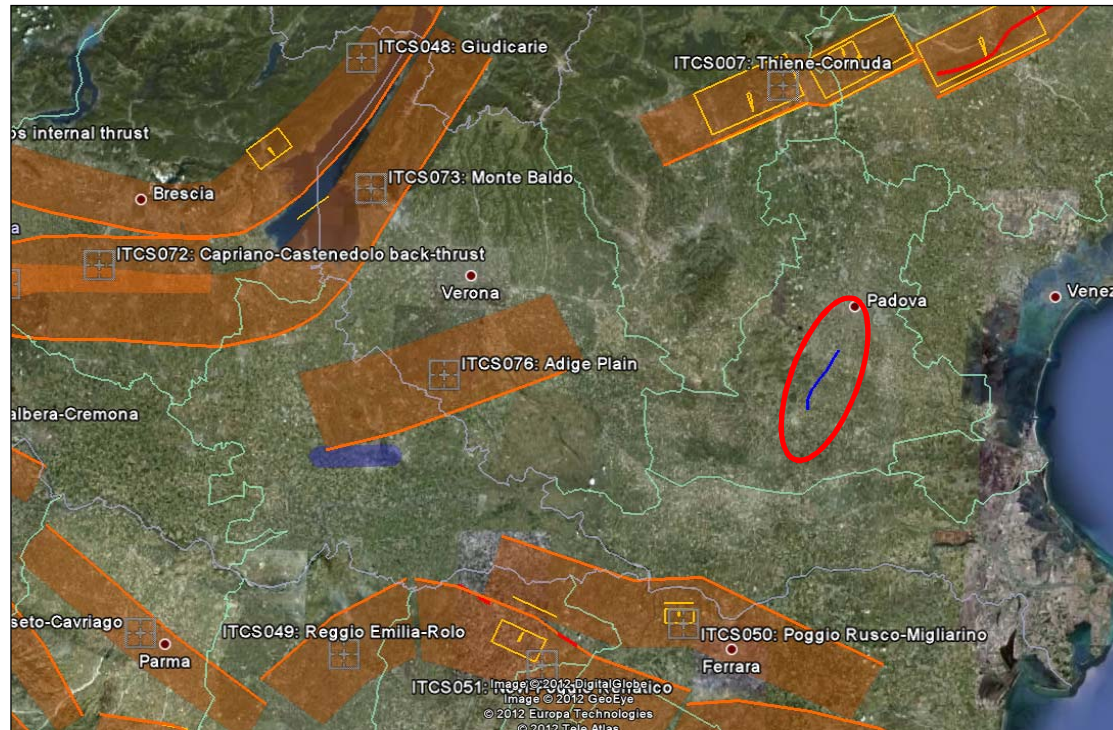 ITCS048: Giudicarie
ITCS007: Thiene-Cornuda
os internal thrust
Brescia
ITCS073: Monte Baldo
a
ITCS072: Capriano-Castenedolo back-thrust
Verona
Padova
Venez
ITCS076: Adige Plain
albera-Cremona
seto-Cavriago
Parma
ITCS049: Reggio Emilia-Rolo
ITCS050: Poggio Rusco-Migliarino
Ferrara
ITCS051:
Image © 2012 DigitalGlobe
Image © 2012 GeoEye
© 2012 Europa Technologies
© 2012 Tele Atlas